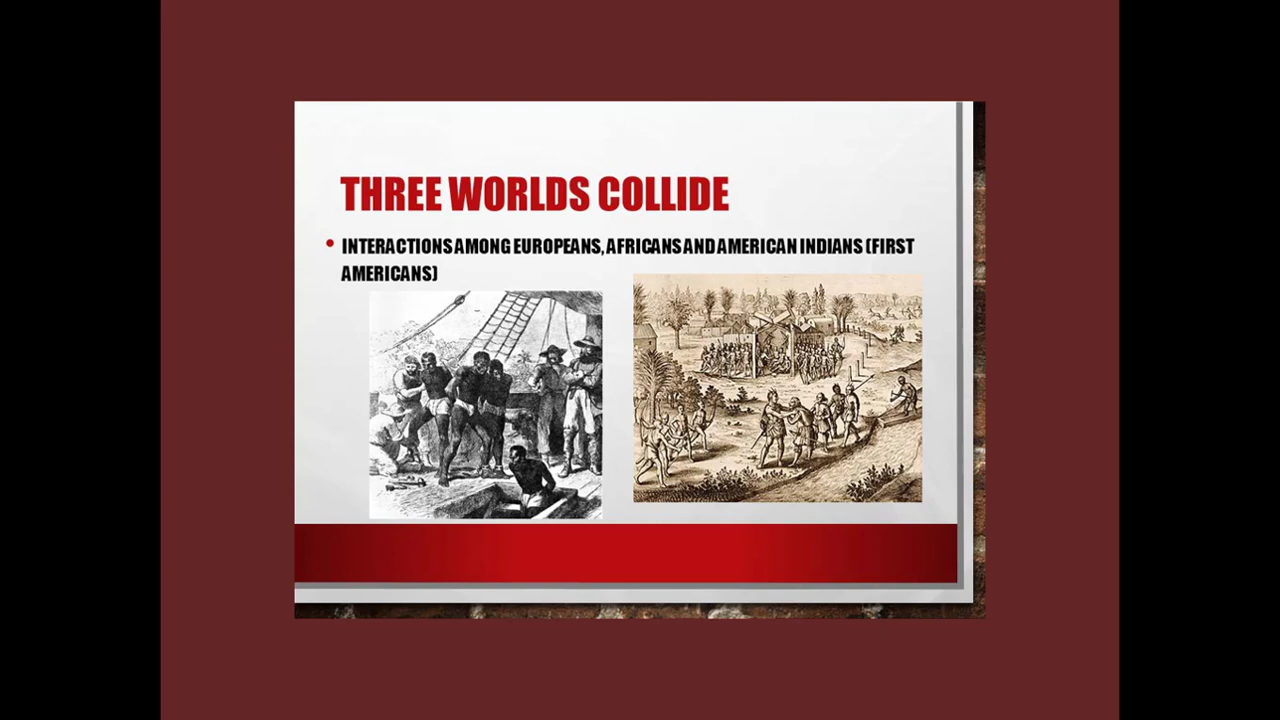 THREE WORLDS COLLIDE
• INTERACTIONS AMONG EUROPEANS, AFRICANS AND AMERICAN INDIANS (FIRST
AMERICANS)